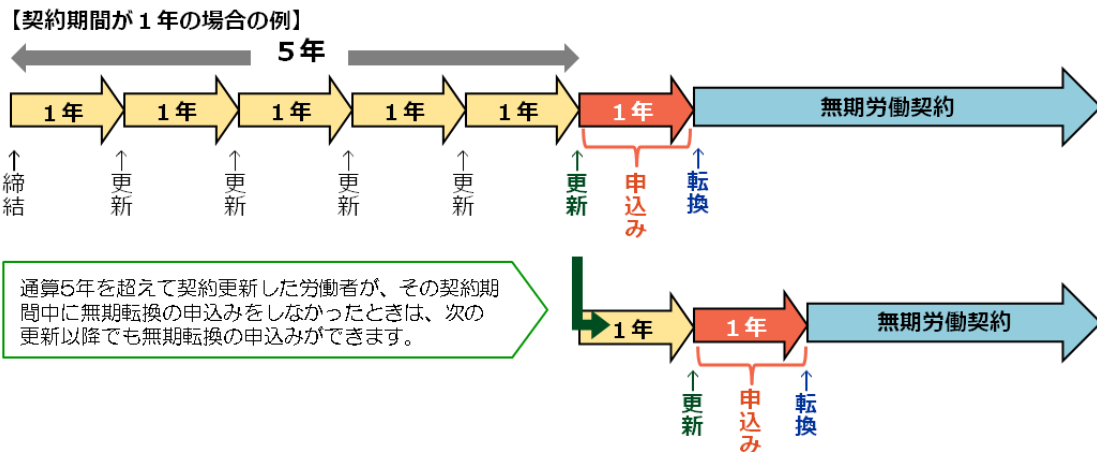 【契約期間が１年の場合の例】
５年
１年
１年
１年
１年
１年
１年
無期労働契約
↑締結
↑更新
↑更新
↑更新
↑更新
↑更新
申込み
↑転換
通算5年を超えて契約更新した労働者が、その契約期
間中に無期転換の申込みをしなかったときは、次の
更新以降でも無期転換の申込みができます。
１年
１年
無期労働契約
↑更新
申込み
↑転換